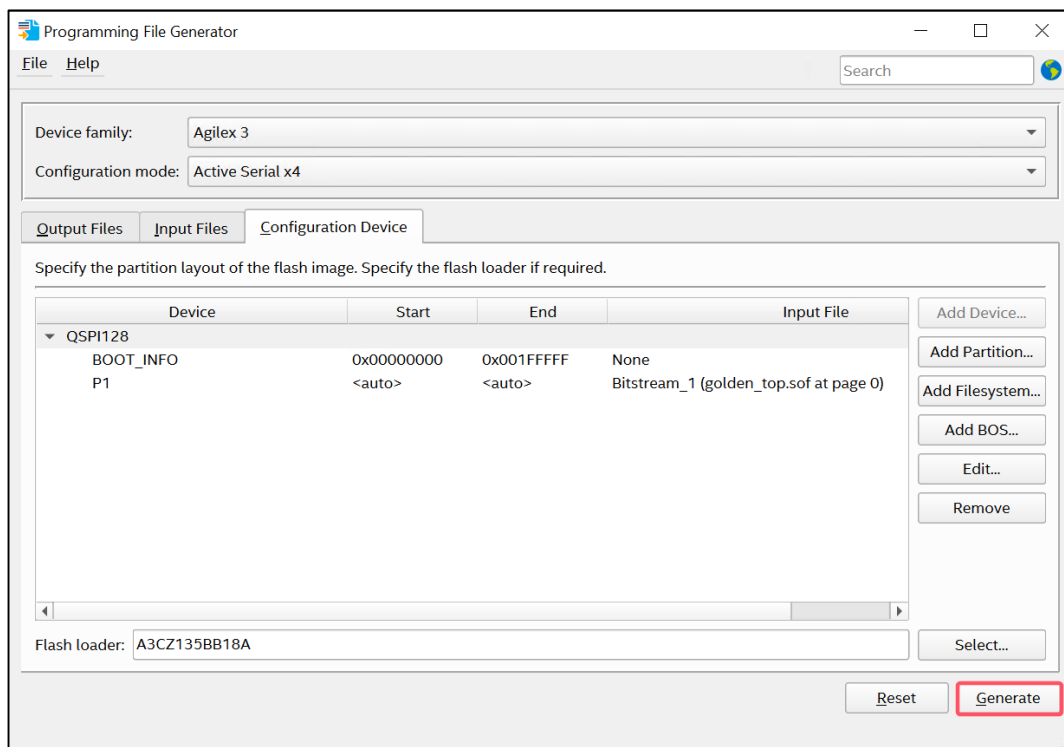 Programming File Generator
File Help
Search
Device family: Agilex 3
Configuration mode: Active Serial x4
Output Files Input Files Configuration Device
Specify the partition layout of the flash image. Specify the flash loader if required.
Device Start End Input File
QSPI128
BOOT_INFO 0x00000000 0x001FFFFF None
P1 <auto> <auto> Bitstream_1 (golden_top.sof at page 0)
Add Device...
Add Partition...
Add Filesystem...
Add BOS...
Edit...
Remove
Flash loader: A3CZ135BB18A Select...
Reset Generate